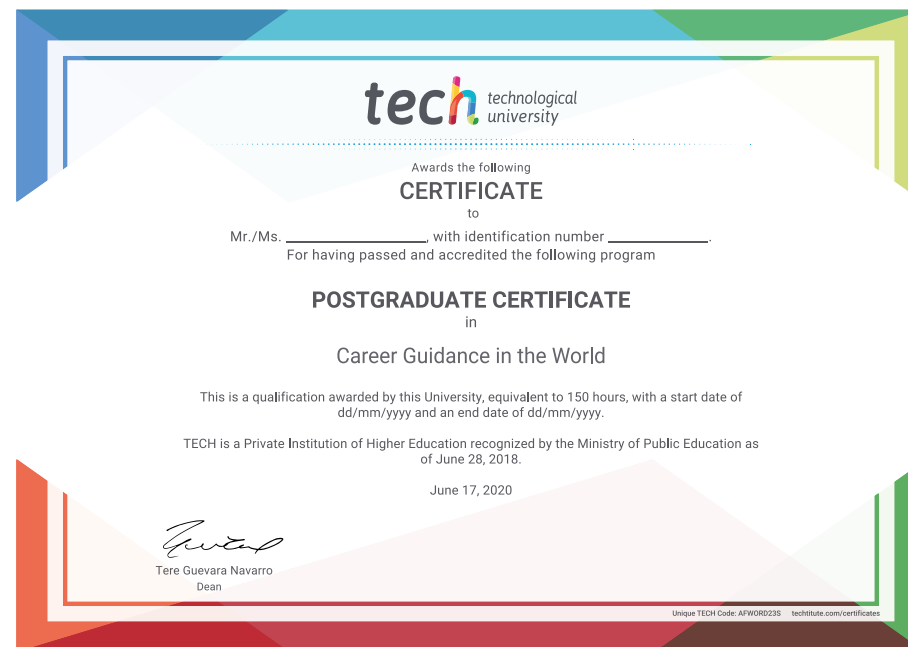 tech technological
university
Awards the following
CERTIFICATE
to
Mr./Ms. ____________________, with identification number ______________.
For having passed and accredited the following program
POSTGRADUATE CERTIFICATE
in
Career Guidance in the World
This is a qualification awarded by this University, equivalent to 150 hours, with a start date of
dd/mm/yyyy and an end date of dd/mm/yyyy.
TECH is a Private Institution of Higher Education recognized by the Ministry of Public Education as
of June 28, 2018.
June 17, 2020
Tere Guevara Navarro
Dean
Unique TECH Code: AFWORD23S techtitute.com/certificates